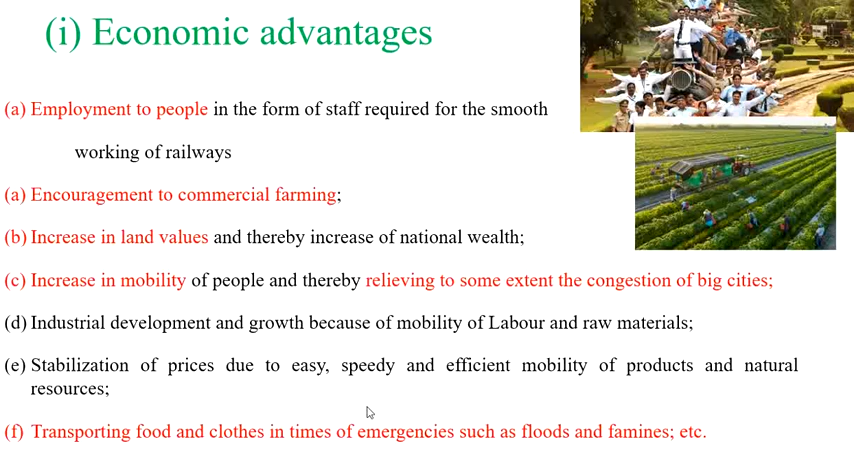 (i) Economic advantages
(a) Employment to people in the form of staff required for the smooth
working of railways
(a) Encouragement to commercial farming;
(b) Increase in land values and thereby increase of national wealth;
(c) Increase in mobility of people and thereby relieving to some extent the congestion of big cities;
(d) Industrial development and growth because of mobility of Labour and raw materials;
(e) Stabilization of prices due to easy, speedy and efficient mobility of products and natural
resources;
(f) Transporting food and clothes in times of emergencies such as floods and famines; etc.